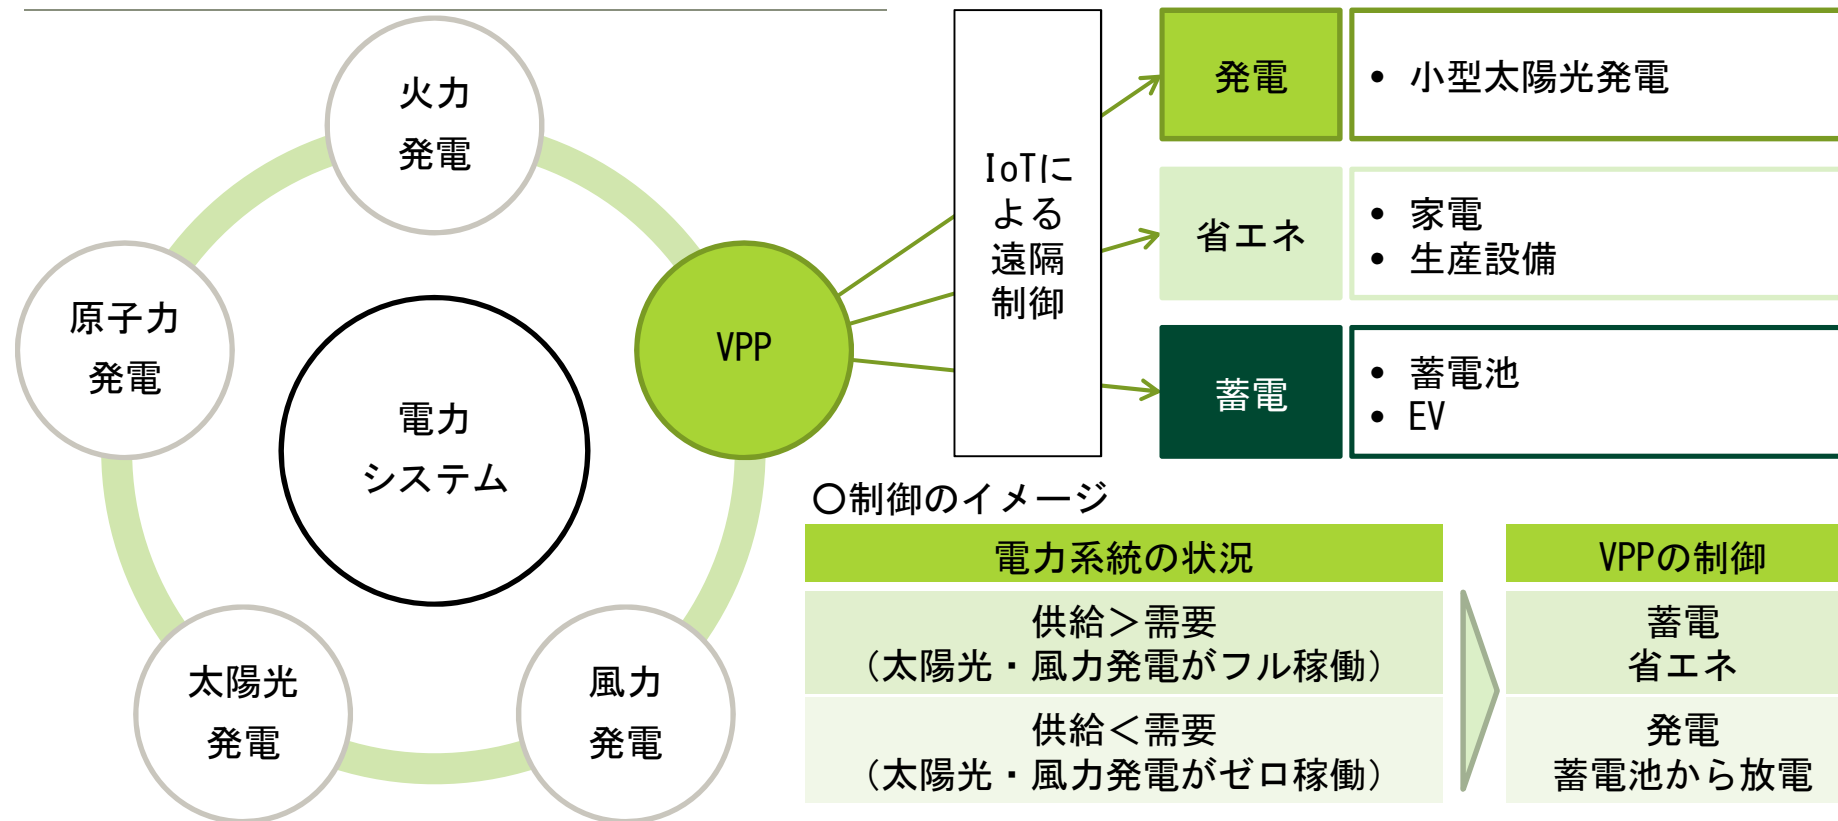 火力
発電
原子力
発電
電力
システム
太陽光
発電
風力
発電
VPP
IoTに
よる
遠隔
制御
発電
• 小型太陽光発電
省エネ
• 家電
• 生産設備
蓄電
• 蓄電池
• EV
〇制御のイメージ
電力系統の状況
VPPの制御
供給＞需要
（太陽光・風力発電がフル稼働）
蓄電
省エネ
供給＜需要
（太陽光・風力発電がゼロ稼働）
発電
蓄電池から放電